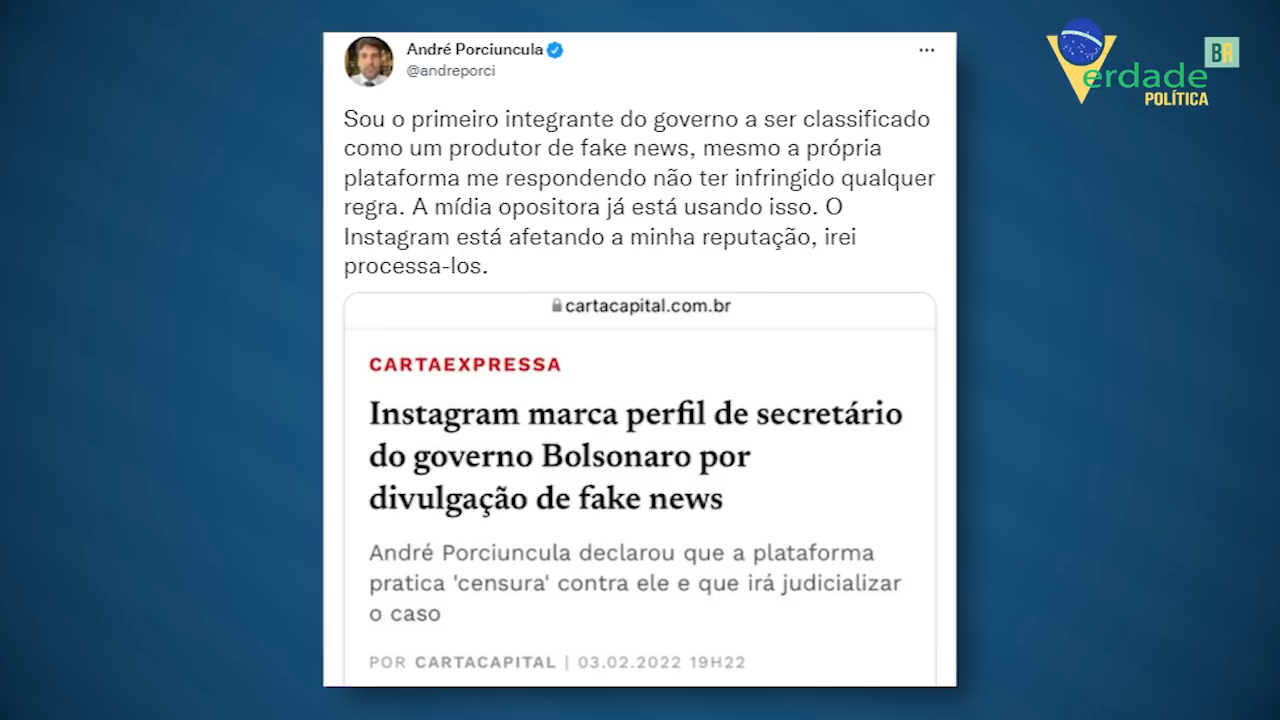 André Porciuncula
@andreporci
Sou o primeiro integrante do governo a ser classificado
como um produtor de fake news, mesmo a própria
plataforma me respondendo não ter infringido qualquer
regra. A mídia opositora já está usando isso. O
Instagram está afetando a minha reputação, irei
processa-los.
cartacapital.com.br
CARTAEXPRESSA
Instagram marca perfil de secretário
do governo Bolsonaro por
divulgação de fake news
André Porciuncula declarou que a plataforma
pratica 'censura' contra ele e que irá judicializar
o caso
POR CARTACAPITAL | 03.02.2022 19H22
Verdade
POLÍTICA
BA